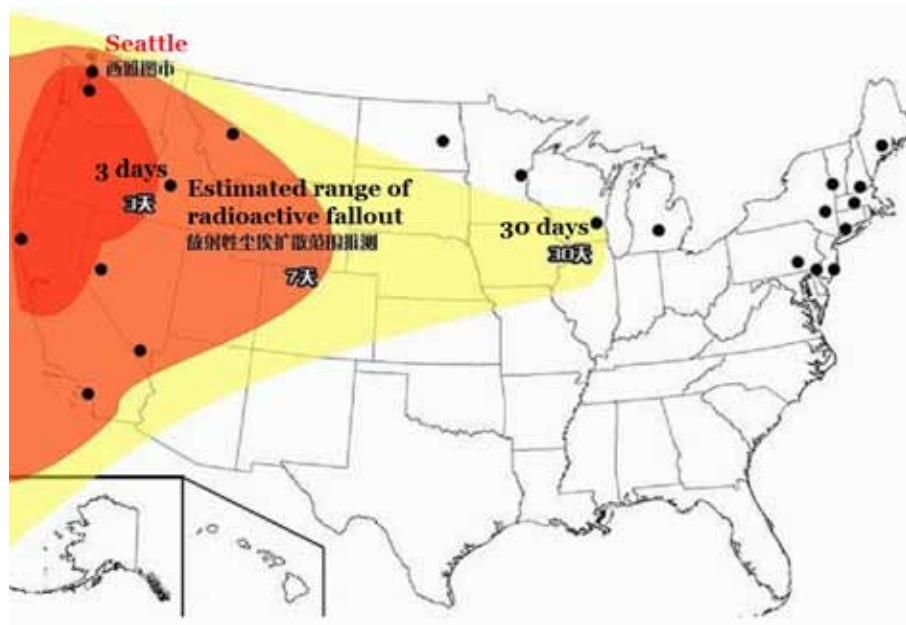 Seattle
西雅图市
3 days
3天
Estimated range of
radioactive fallout
放射性尘埃扩散范围推测
7天
30 days
30天